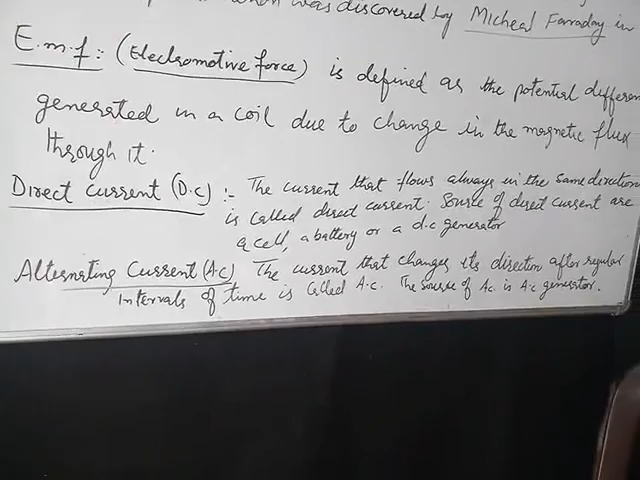 was discovered by Micheal Farraday in
E.m.f:- (Electromotive force) is defined as the potential differen
generated in a coil due to change in the magnetic flux
through it.
Direct Current (D.C) :- The current that flows always in the same direction
is called direct current. Source of direct current are
a cell, a battery or a d.c generator
Alternating Current (A.C) The current that changes its direction after regular
Intervals of time is called A.C. The source of Ac is A.C generator.